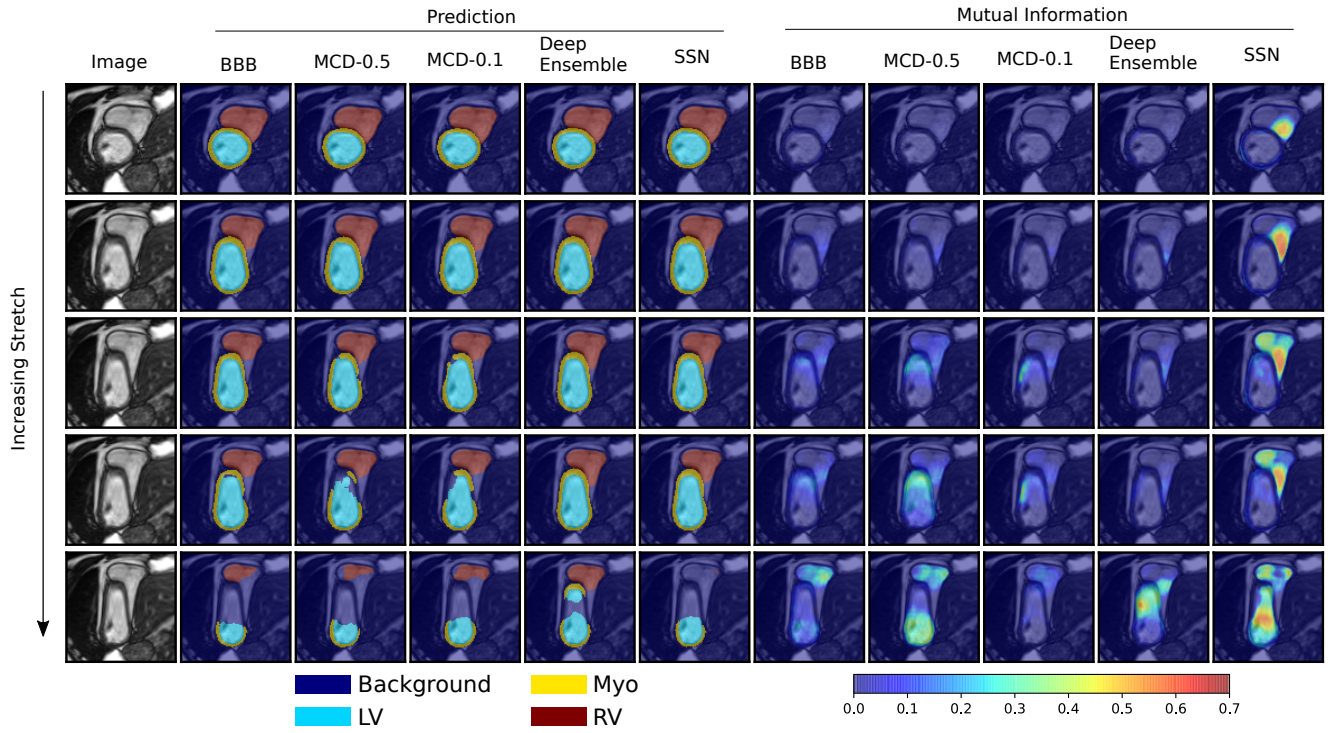 Prediction
Mutual Information
Image
BBB
MCD-0.5
MCD-0.1
Deep
Ensemble
SSN
BBB
MCD-0.5
MCD-0.1
Deep
Ensemble
SSN
Increasing Stretch
Background
Myo
LV
RV
0.0 0.1 0.2 0.3 0.4 0.5 0.6 0.7